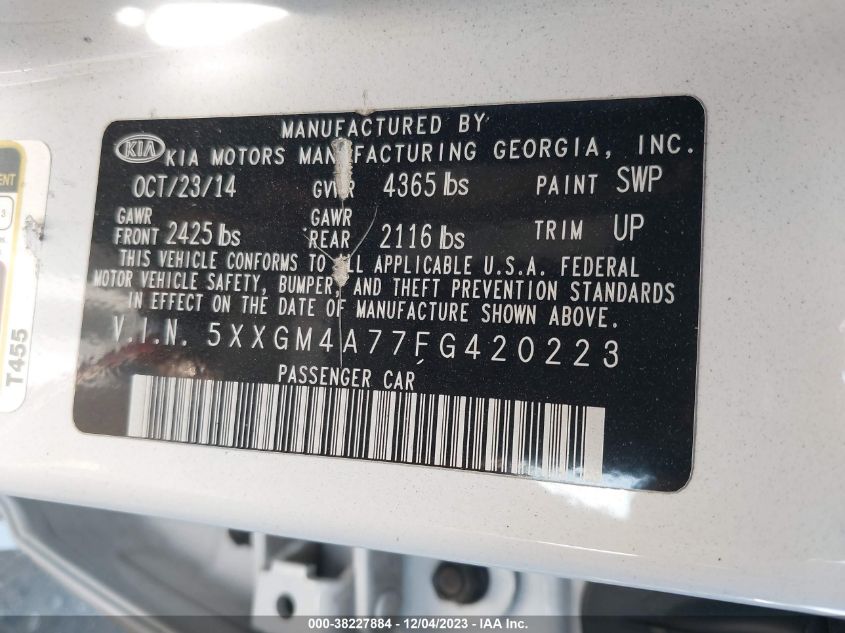 MANUFACTURED BY
KIA KIA MOTORS MANUFACTURING GEORGIA, INC.
OCT/23/14 GVWR 4365 lbs PAINT SWP
GAWR FRONT 2425 lbs GAWR REAR 2116 lbs TRIM UP
THIS VEHICLE CONFORMS TO ALL APPLICABLE U.S.A. FEDERAL
MOTOR VEHICLE SAFETY, BUMPER, AND THEFT PREVENTION STANDARDS
IN EFFECT ON THE DATE OF MANUFACTURE SHOWN ABOVE.
V.I.N. 5XXGM4A77FG420223
PASSENGER CAR
T455
000-38227884 - 12/04/2023 - IAA Inc.